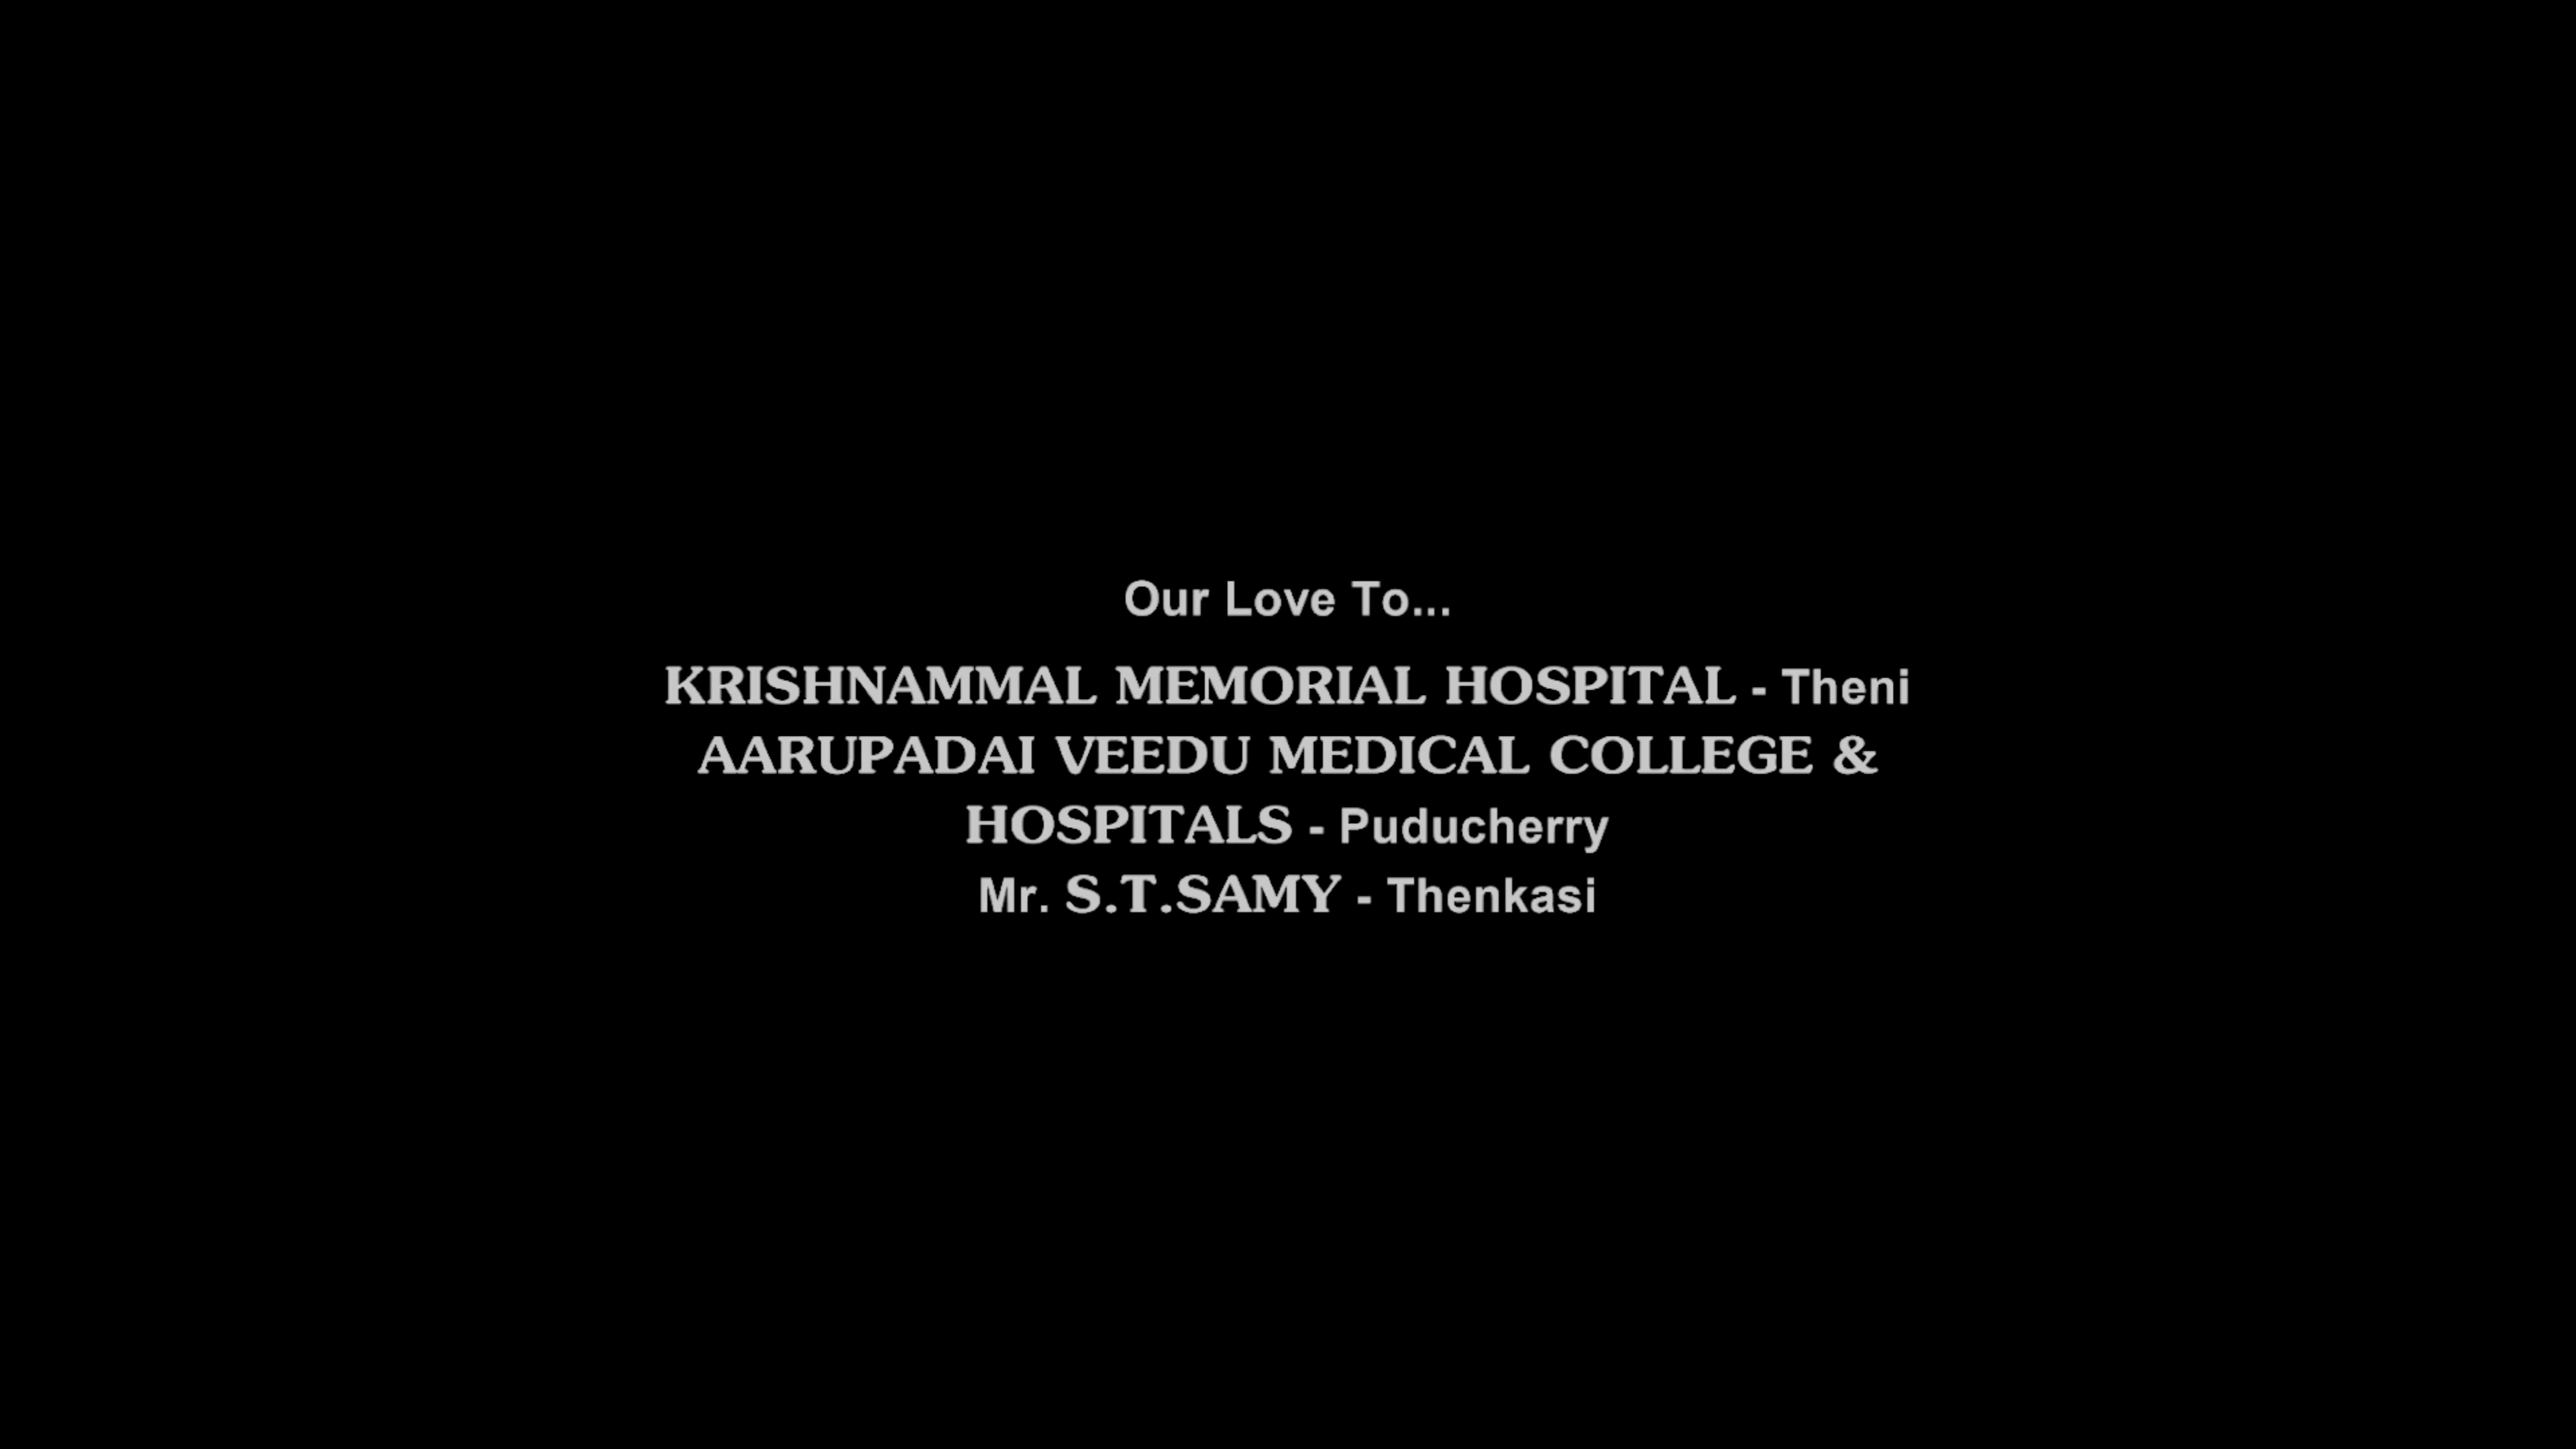 Our Love To...
KRISHNAMMAL MEMORIAL HOSPITAL - Theni
AARUPADAI VEEDU MEDICAL COLLEGE &
HOSPITALS - Puducherry
Mr. S.T.SAMY - Thenkasi